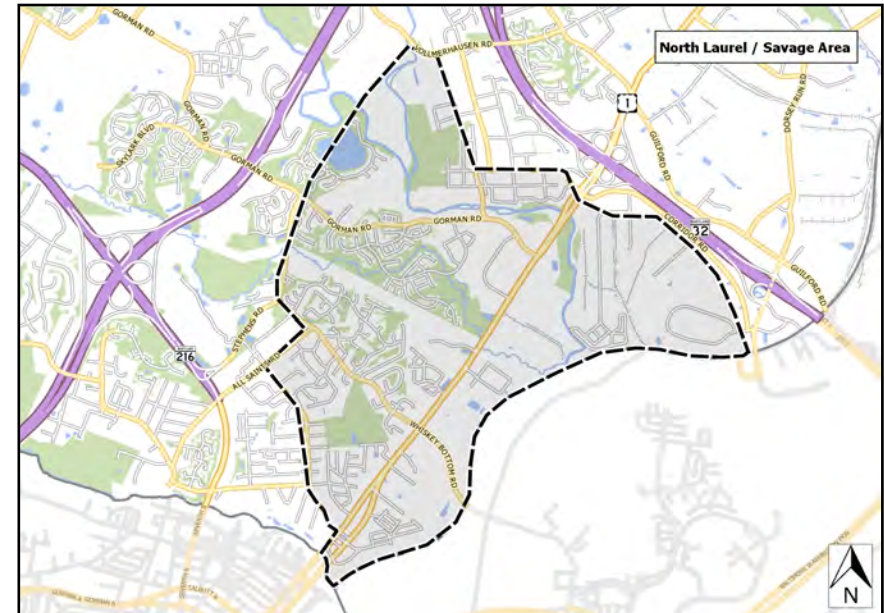 GORMAN RD
VOLLMERHAUSEN RD
North Laurel / Savage Area
1
GUILFORD RD
DORSEY RUN RD
SKYLARK BLVD
GORMAN RD
GORMAN RD
GORMAN RD
GORMAN RD
32
CORRIDOR RD
GUILFORD RD
STEPHENS RD
216
ALL SAINTS RD
WHISKEY BOTTOM RD
N